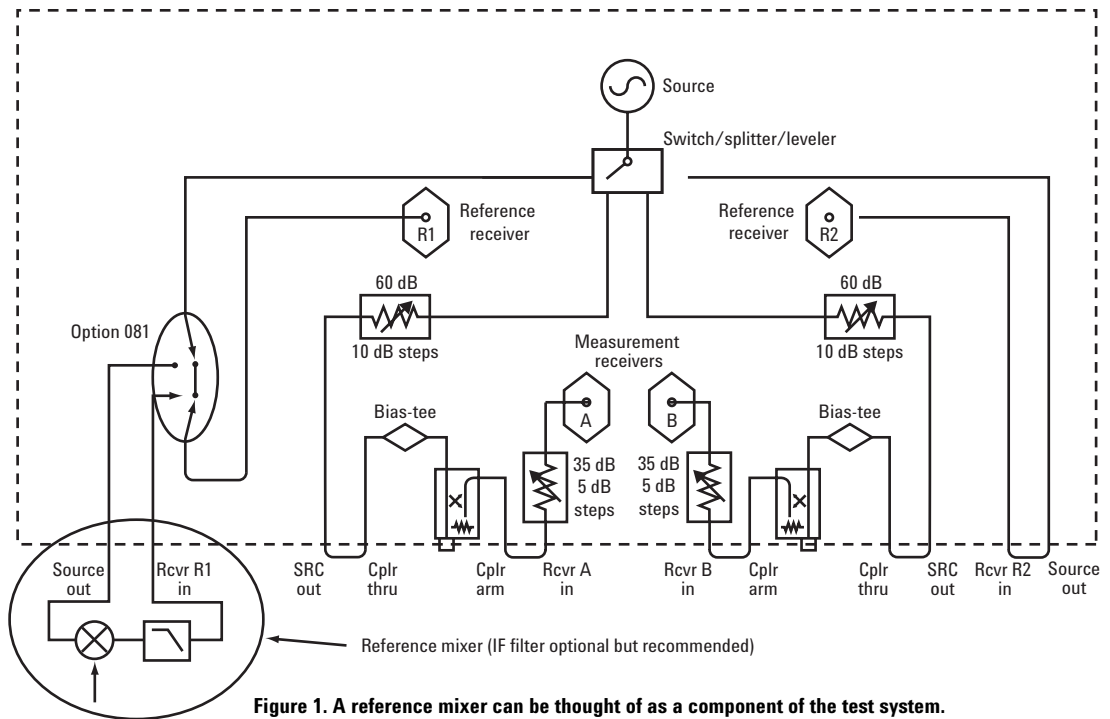 Source
Switch/splitter/leveler
R1
Reference
receiver
Reference
receiver
R2
60 dB
10 dB steps
60 dB
10 dB steps
Option 081
Measurement
receivers
A
B
Bias-tee
Bias-tee
35 dB
5 dB
steps
35 dB
5 dB
steps
Source
out
Rcvr R1
in
SRC
out
Cplr
thru
Cplr
arm
Rcvr A
in
Rcvr B
in
Cplr
arm
Cplr
thru
SRC
out
Rcvr R2
in
Source
out
Reference mixer (IF filter optional but recommended)
Figure 1. A reference mixer can be thought of as a component of the test system.